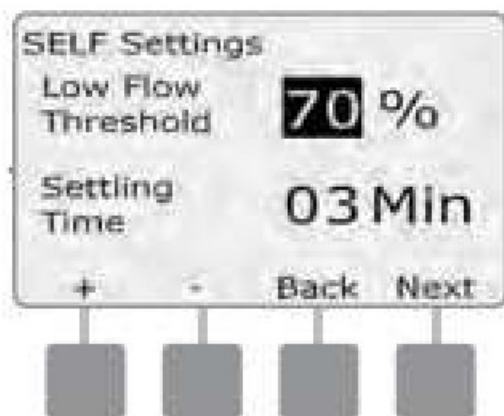 SELF Settings
Low Flow
Threshold
70 %
Settling
Time
03 Min
+ - Back Next